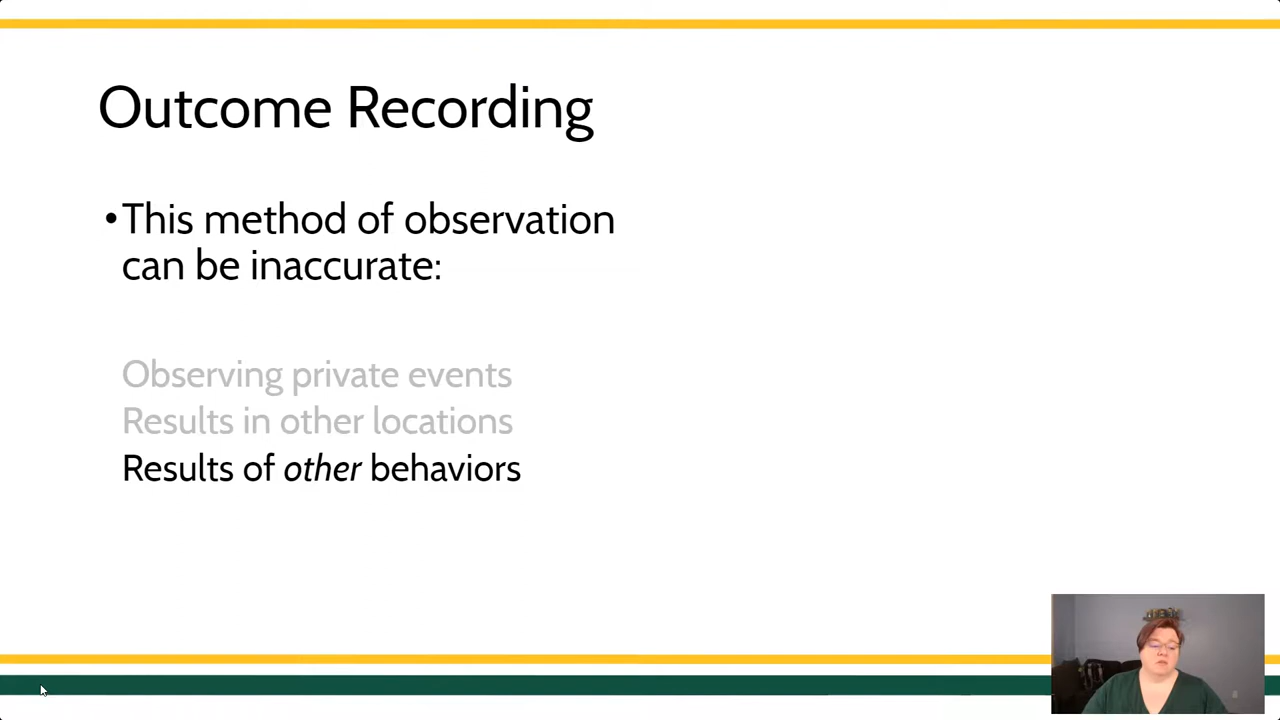 Outcome Recording
•This method of observation
can be inaccurate:
Observing private events
Results in other locations
Results of other behaviors